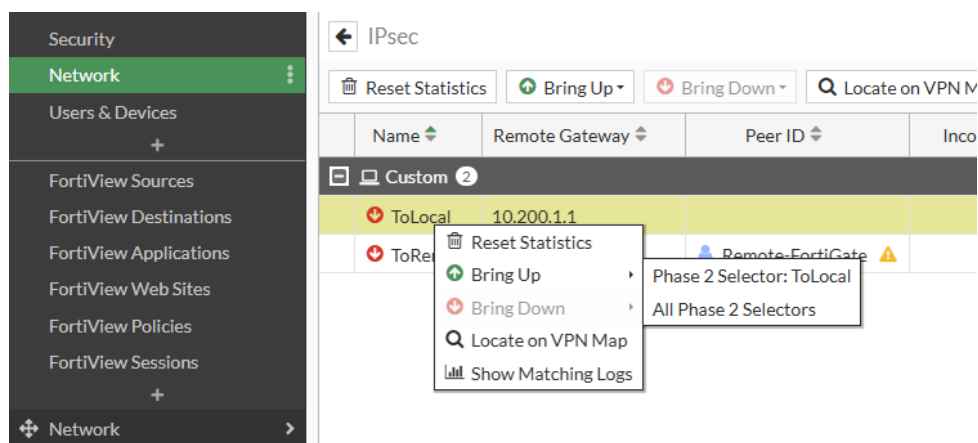 Security
Network
Users & Devices
FortiView Sources
FortiView Destinations
FortiView Applications
FortiView Web Sites
FortiView Policies
FortiView Sessions
Network
IPsec
Reset Statistics Bring Up Bring Down Locate on VPN M
Name Remote Gateway Peer ID Inco
Custom 2
ToLocal 10.200.1.1
ToRe Remote-FortiGate
Reset Statistics
Bring Up
Bring Down
Locate on VPN Map
Show Matching Logs
Phase 2 Selector: ToLocal
All Phase 2 Selectors